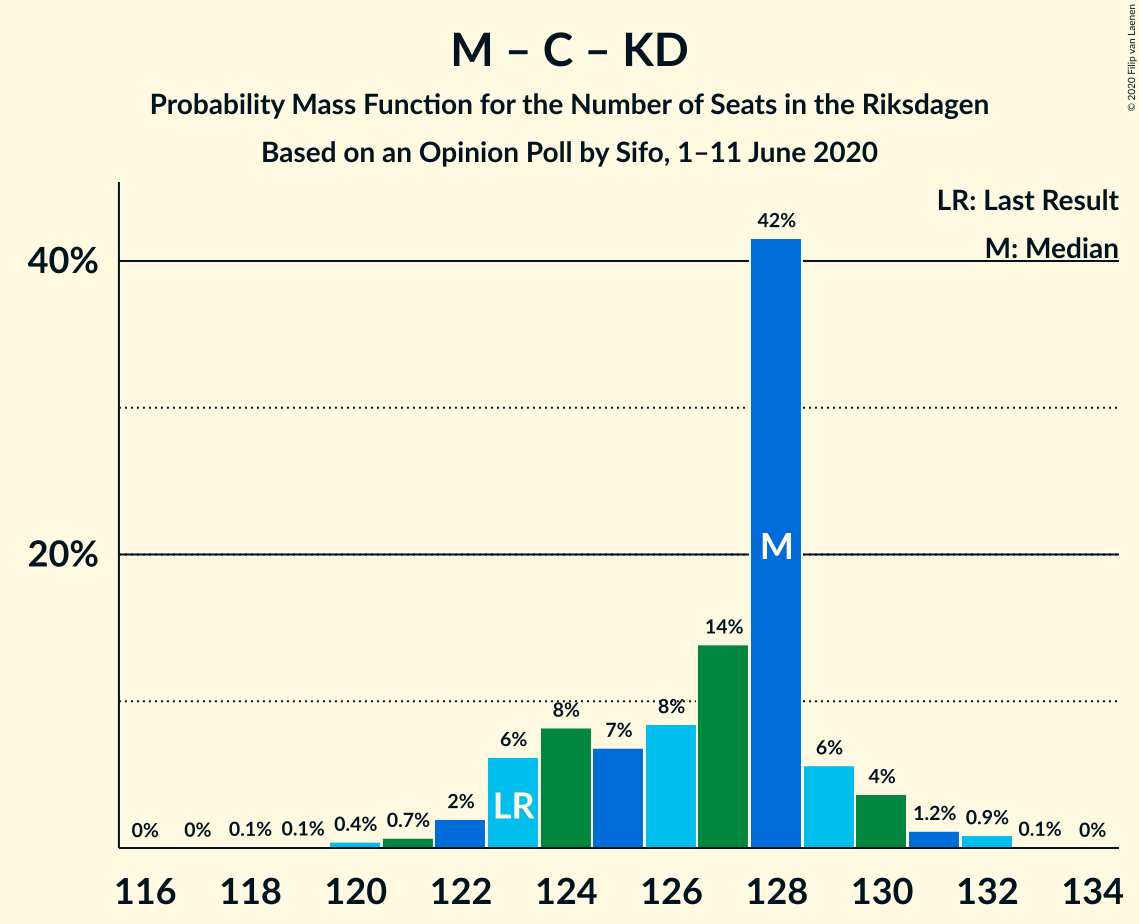 M – C – KD
Probability Mass Function for the Number of Seats in the Riksdagen
Based on an Opinion Poll by Sifo, 1–11 June 2020
© 2020 Filip van Laenen
LR: Last Result
M: Median
42%
40%
M
20%
14%
8%
8%
7%
6%
6%
LR
4%
2%
1.2%
0.9%
0.7%
0.4%
0% 0% 0.1% 0.1%
0.1% 0%
116 118 120 122 124 126 128 130 132 134